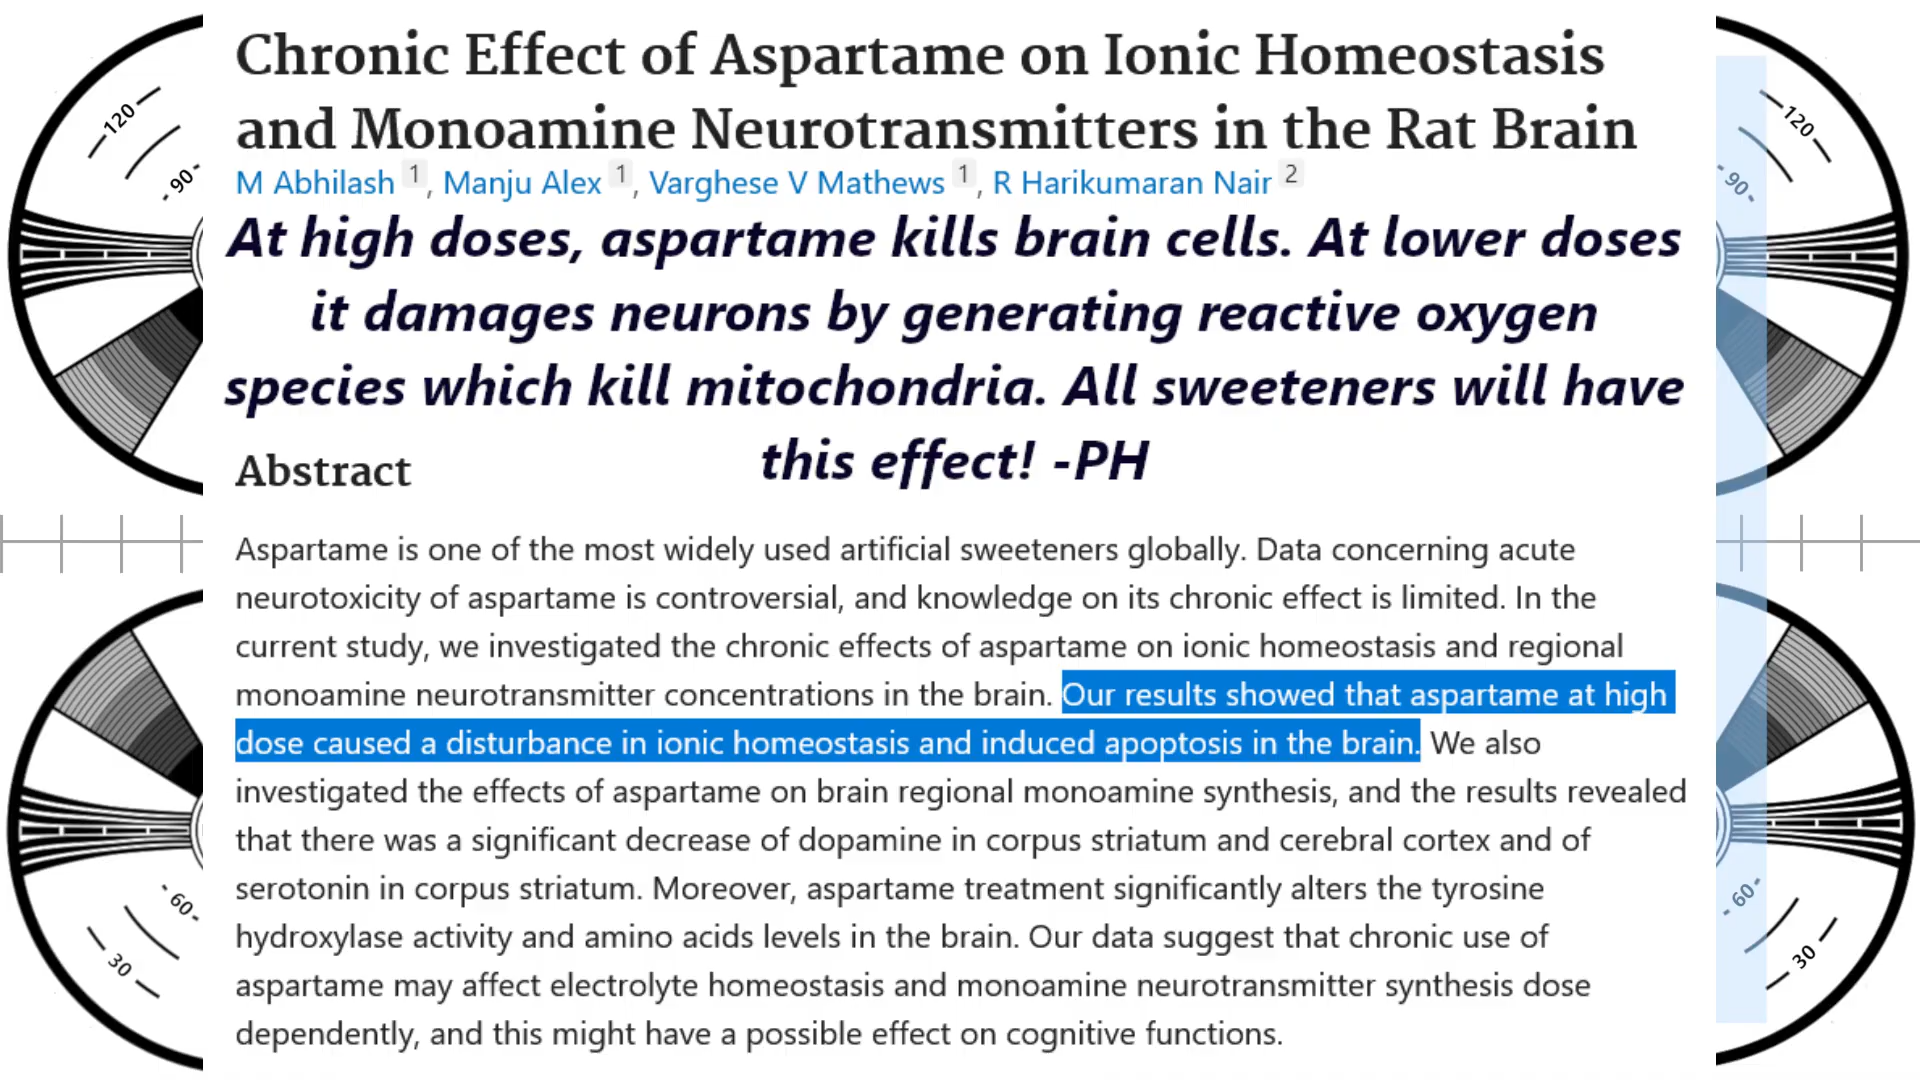 Chronic Effect of Aspartame on Ionic Homeostasis
and Monoamine Neurotransmitters in the Rat Brain
M Abhilash 1, Manju Alex 1, Varghese V Mathews 1, R Harikumaran Nair 2
At high doses, aspartame kills brain cells. At lower doses
it damages neurons by generating reactive oxygen
species which kill mitochondria. All sweeteners will have
this effect! -PH
Abstract
Aspartame is one of the most widely used artificial sweeteners globally. Data concerning acute
neurotoxicity of aspartame is controversial, and knowledge on its chronic effect is limited. In the
current study, we investigated the chronic effects of aspartame on ionic homeostasis and regional
monoamine neurotransmitter concentrations in the brain. Our results showed that aspartame at high
dose caused a disturbance in ionic homeostasis and induced apoptosis in the brain. We also
investigated the effects of aspartame on brain regional monoamine synthesis, and the results revealed
that there was a significant decrease of dopamine in corpus striatum and cerebral cortex and of
serotonin in corpus striatum. Moreover, aspartame treatment significantly alters the tyrosine
hydroxylase activity and amino acids levels in the brain. Our data suggest that chronic use of
aspartame may affect electrolyte homeostasis and monoamine neurotransmitter synthesis dose
dependently, and this might have a possible effect on cognitive functions.
120
- 90 -
120
- 90 -
- 60 -
30
- 60 -
30